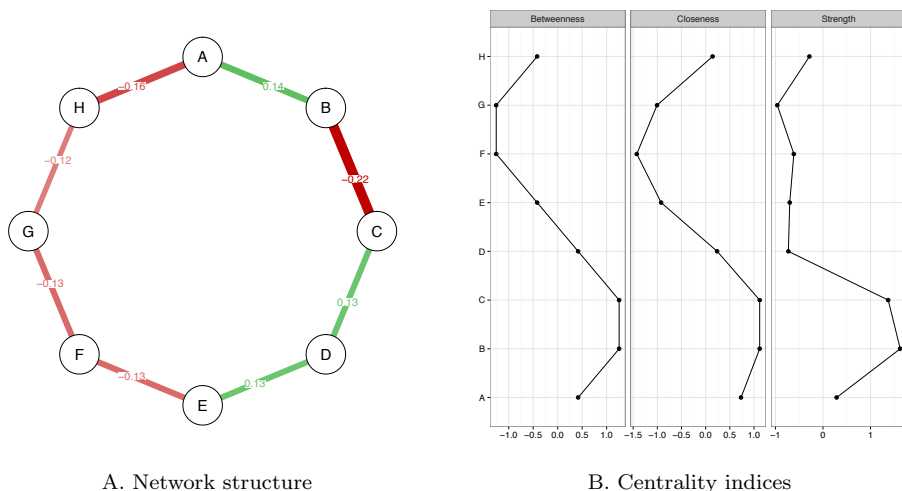 A
−0.16
0.14
H
B
−0.12
−0.22
G
C
−0.13
0.13
F
D
−0.13
0.13
E
A. Network structure
Betweenness
Closeness
Strength
H
G
F
E
D
C
B
A
−1.0 −0.5 0.0 0.5 1.0
−1.5 −1.0 −0.5 0.0 0.5 1.0
−1 0 1
B. Centrality indices